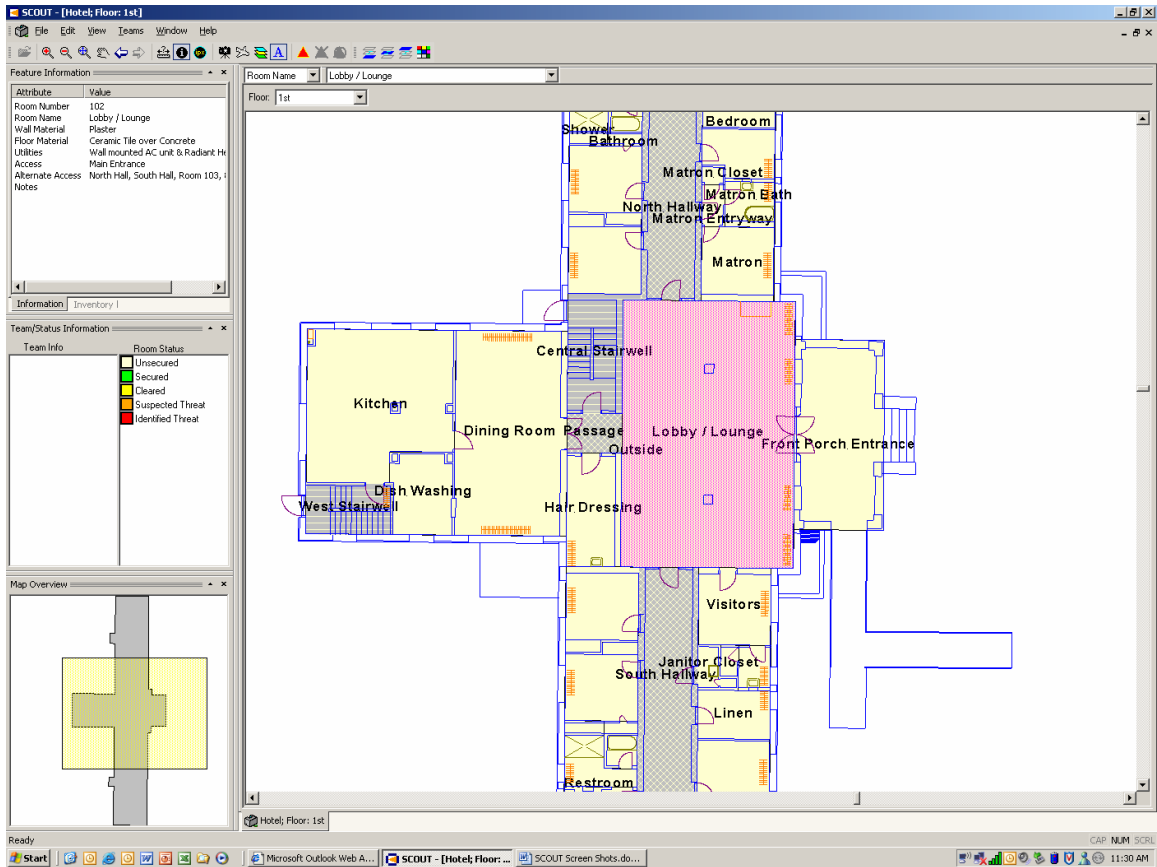 SCOUT - [Hotel; Floor: 1st]
File Edit View Teams Window Help
Feature Information
Room Name Lobby / Lounge
Floor: 1st
Attribute Value
Room Number 102
Room Name Lobby / Lounge
Wall Material Plaster
Floor Material Ceramic Tile over Concrete
Utilities Wall mounted AC unit & Radiant He
Access Main Entrance
Alternate Access North Hall, South Hall, Room 103,
Notes
Information Inventory
Team/Status Information
Team Info Room Status
Unsecured
Secured
Cleared
Suspected Threat
Identified Threat
Map Overview
Bedroom
Shower
Bathroom
Matron Closet
Matron Bath
North Hallway
Matron Entryway
Matron
Central Stairwell
Kitchen
Dining Room Passage Lobby / Lounge
Front Porch Entrance
Outside
Dish Washing
West Stairwell Hair Dressing
Visitors
Janitor Closet
South Hallway
Linen
Restroom
Hotel; Floor: 1st
Ready CAP NUM SCRL
Start Microsoft Outlook Web A... SCOUT - [Hotel; Floor: ... SCOUT Screen Shots.do... 11:30 AM